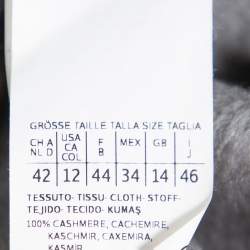 GRÖSSE TAILLE TALLA SIZE TAGLIA
CH A NL D USA CA COL F B MEX GB I J
42 12 44 34 14 46
TESSUTO-TISSU-CLOTH-STOFF-
TEJIDO-TECIDO-KUMAŞ
100% CASHMERE, CACHEMIRE,
KASCHMIR, CAXEMIRA,
KAŞMİR